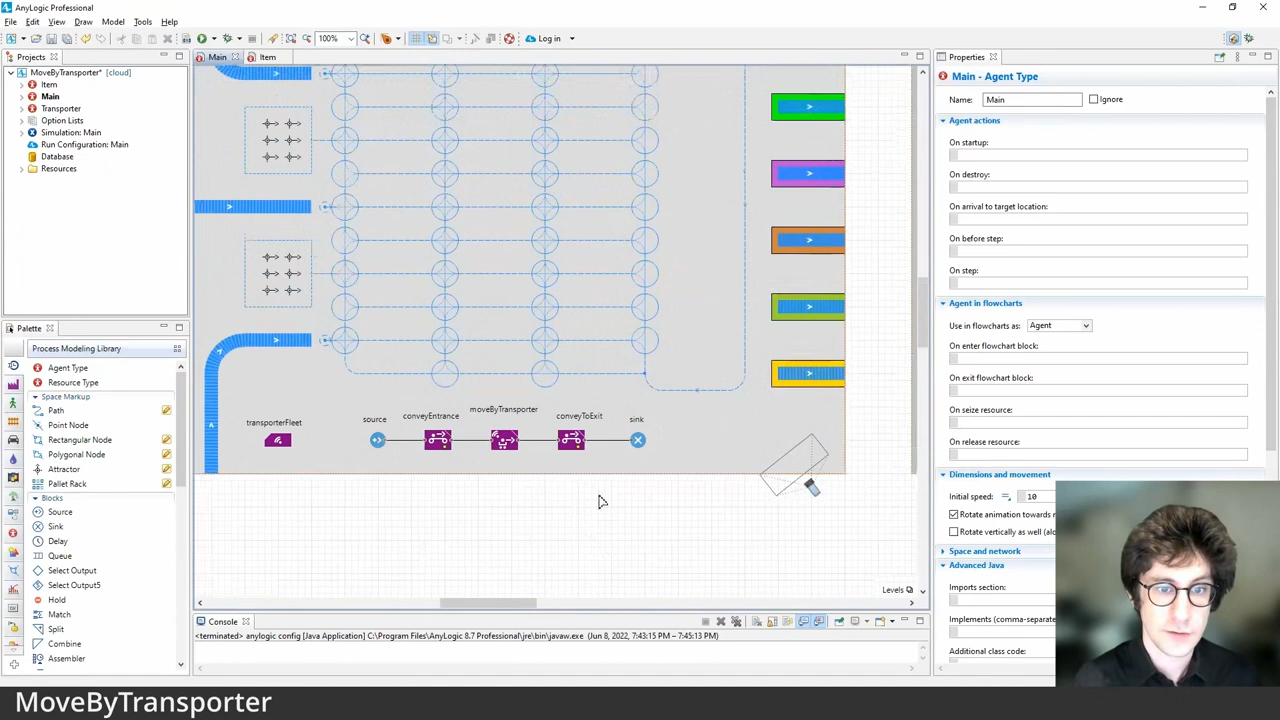 AnyLogic Professional
File Edit View Draw Model Tools Help
100% Log in
Projects Main Item Properties
MoveByTransporter* [cloud]
Item
Main
Transporter
Option Lists
Simulation: Main
Run Configuration: Main
Database
Resources
Palette
Process Modeling Library
Agent Type
Resource Type
Space Markup
Path
Point Node
Rectangular Node
Polygonal Node
Attractor
Pallet Rack
Blocks
Source
Sink
Delay
Queue
Select Output
Select Output5
Hold
Match
Split
Combine
Assembler
transporterFleet
source
conveyEntrance
moveByTransporter
conveyToExit
sink
Levels
Console
<terminated> anylogic config [Java Application] C:\Program Files\AnyLogic 8.7 Professional\jre\bin\javaw.exe (Jun 8, 2022, 7:43:15 PM - 7:45:13 PM)
Main - Agent Type
Name: Main Ignore
Agent actions
On startup:
On destroy:
On arrival to target location:
On before step:
On step:
Agent in flowcharts
Use in flowcharts as: Agent
On enter flowchart block:
On exit flowchart block:
On seize resource:
On release resource:
Dimensions and movement
Initial speed: 10
Rotate animation towards
Rotate vertically as well
Space and network
Advanced Java
Imports section:
Implements (comma-separate
Additional class code:
MoveByTransporter